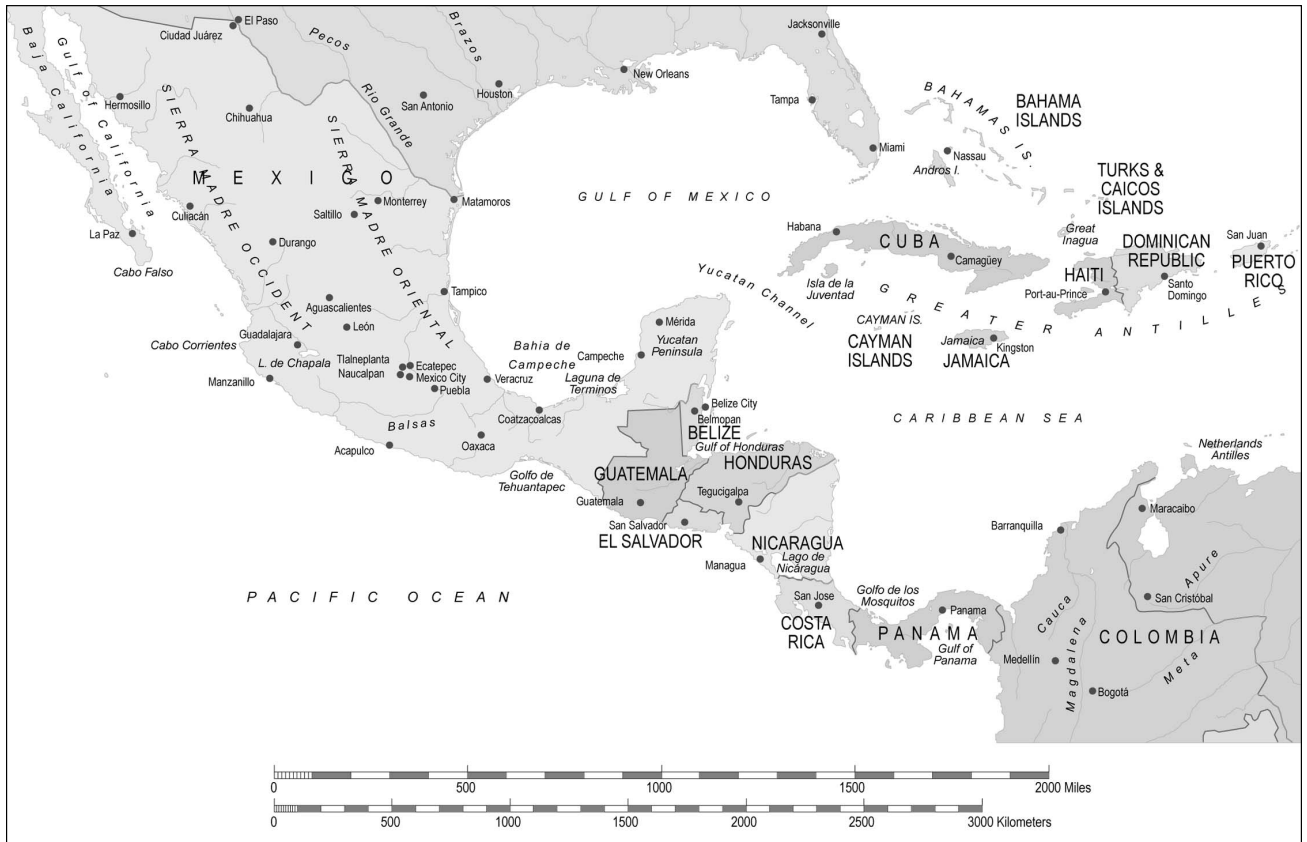 El Paso
Ciudad Juárez
Pecos
Brazos
Jacksonville
Baja California
Gulf of California
Hermosillo
SIERRA MADRE OCCIDENT
Chihuahua
Rio Grande
San Antonio
Houston
New Orleans
Tampa
BAHAMAS IS.
BAHAMA
ISLANDS
SIERRA MADRE ORIENTAL
Miami
Nassau
Andros I.
MEXICO
TURKS &
CAICOS
ISLANDS
Culiacán
Saltillo
Monterrey
Matamoros
GULF OF MEXICO
La Paz
Durango
Habana
CUBA
Camagüey
Great
Inagua
DOMINICAN
REPUBLIC
San Juan
PUERTO
RICO
Cabo Falso
Yucatan Channel
Isla de la
Juventad
HAITI
Port-au-Prince
Santo
Domingo
GREATER ANTILLES
Aguascalientes
Tampico
León
Guadalajara
Cabo Corrientes
L. de Chapala
Mérida
Yucatan
Peninsula
CAYMAN IS.
CAYMAN
ISLANDS
Jamaica
Kingston
JAMAICA
Bahia de
Campeche
Campeche
Tlalneplanta
Naucalpan
Ecatepec
Mexico City
Puebla
Veracruz
Laguna de
Terminos
Manzanillo
Coatzacoalcas
Belize City
Belmopan
BELIZE
CARIBBEAN SEA
Balsas
Acapulco
Oaxaca
Gulf of Honduras
Netherlands
Antilles
Golfo de
Tehuantapec
GUATEMALA
HONDURAS
Guatemala
Tegucigalpa
San Salvador
EL SALVADOR
Maracaibo
Barranquilla
NICARAGUA
Lago de
Nicáragua
Managua
Apure
PACIFIC OCEAN
San Jose
COSTA
RICA
Golfo de los
Mosquitos
Panama
PANAMA
Gulf of
Panama
San Cristóbal
Cauca
Magdalena
COLOMBIA
Medellín
Meta
Bogotá
0 500 1000 1500 2000 Miles
0 500 1000 1500 2000 2500 3000 Kilometers